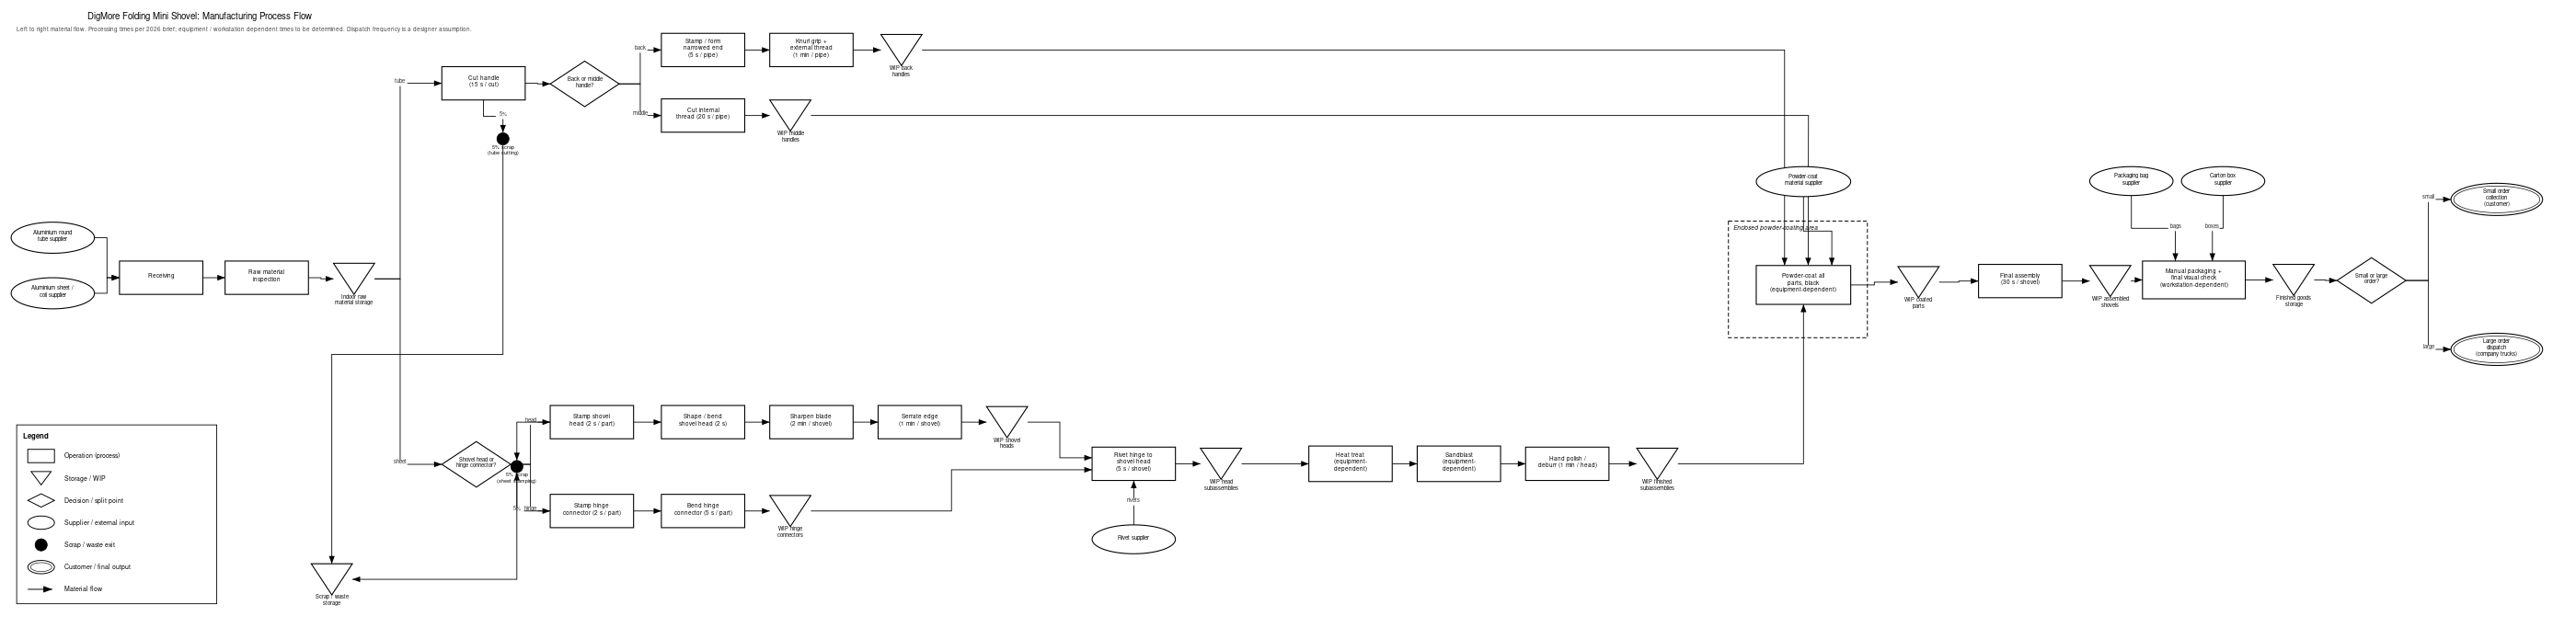 DigMore Folding Mini Shovel: Manufacturing Process Flow
Left to right material flow. Processing times per 2026 brief; equipment / workstation dependent times to be determined. Dispatch frequency is a designer assumption.
Aluminium round
tube supplier
Aluminium sheet /
coil supplier
Receiving
Raw material
inspection
Indoor raw
material storage
tube
sheet
Cut handle
(15 s / cut)
5%
5% scrap
(tube cutting)
Back or middle
handle?
back
middle
Stamp / form
narrowed end
(5 s / pipe)
Knurl grip +
external thread
(1 min / pipe)
WIP back
handles
Cut internal
thread (20 s / pipe)
WIP middle
handles
Shovel head or
hinge connector?
head
5% scrap
(sheet stamping)
5%
hinge
Stamp shovel
head (2 s / part)
Shape / bend
shovel head (2 s)
Sharpen blade
(2 min / shovel)
Serrate edge
(1 min / shovel)
WIP shovel
heads
Stamp hinge
connector (2 s / part)
Bend hinge
connector (5 s / part)
WIP hinge
connectors
Rivet hinge to
shovel head
(5 s / shovel)
rivets
Rivet supplier
WIP head
subassemblies
Heat treat
(equipment-
dependent)
Sandblast
(equipment-
dependent)
Hand polish /
deburr (1 min / head)
WIP finished
subassemblies
Powder-coat
material supplier
Enclosed powder-coating area
Powder-coat all
parts, black
(equipment-dependent)
WIP coated
parts
Final assembly
(30 s / shovel)
WIP assembled
shovels
Packaging bag
supplier
Carton box
supplier
bags
boxes
Manual packaging +
final visual check
(workstation-dependent)
Finished goods
storage
Small or large
order?
small
large
Small order
collection
(customer)
Large order
dispatch
(company trucks)
Scrap / waste
storage
Legend
Operation (process)
Storage / WIP
Decision / split point
Supplier / external input
Scrap / waste exit
Customer / final output
Material flow